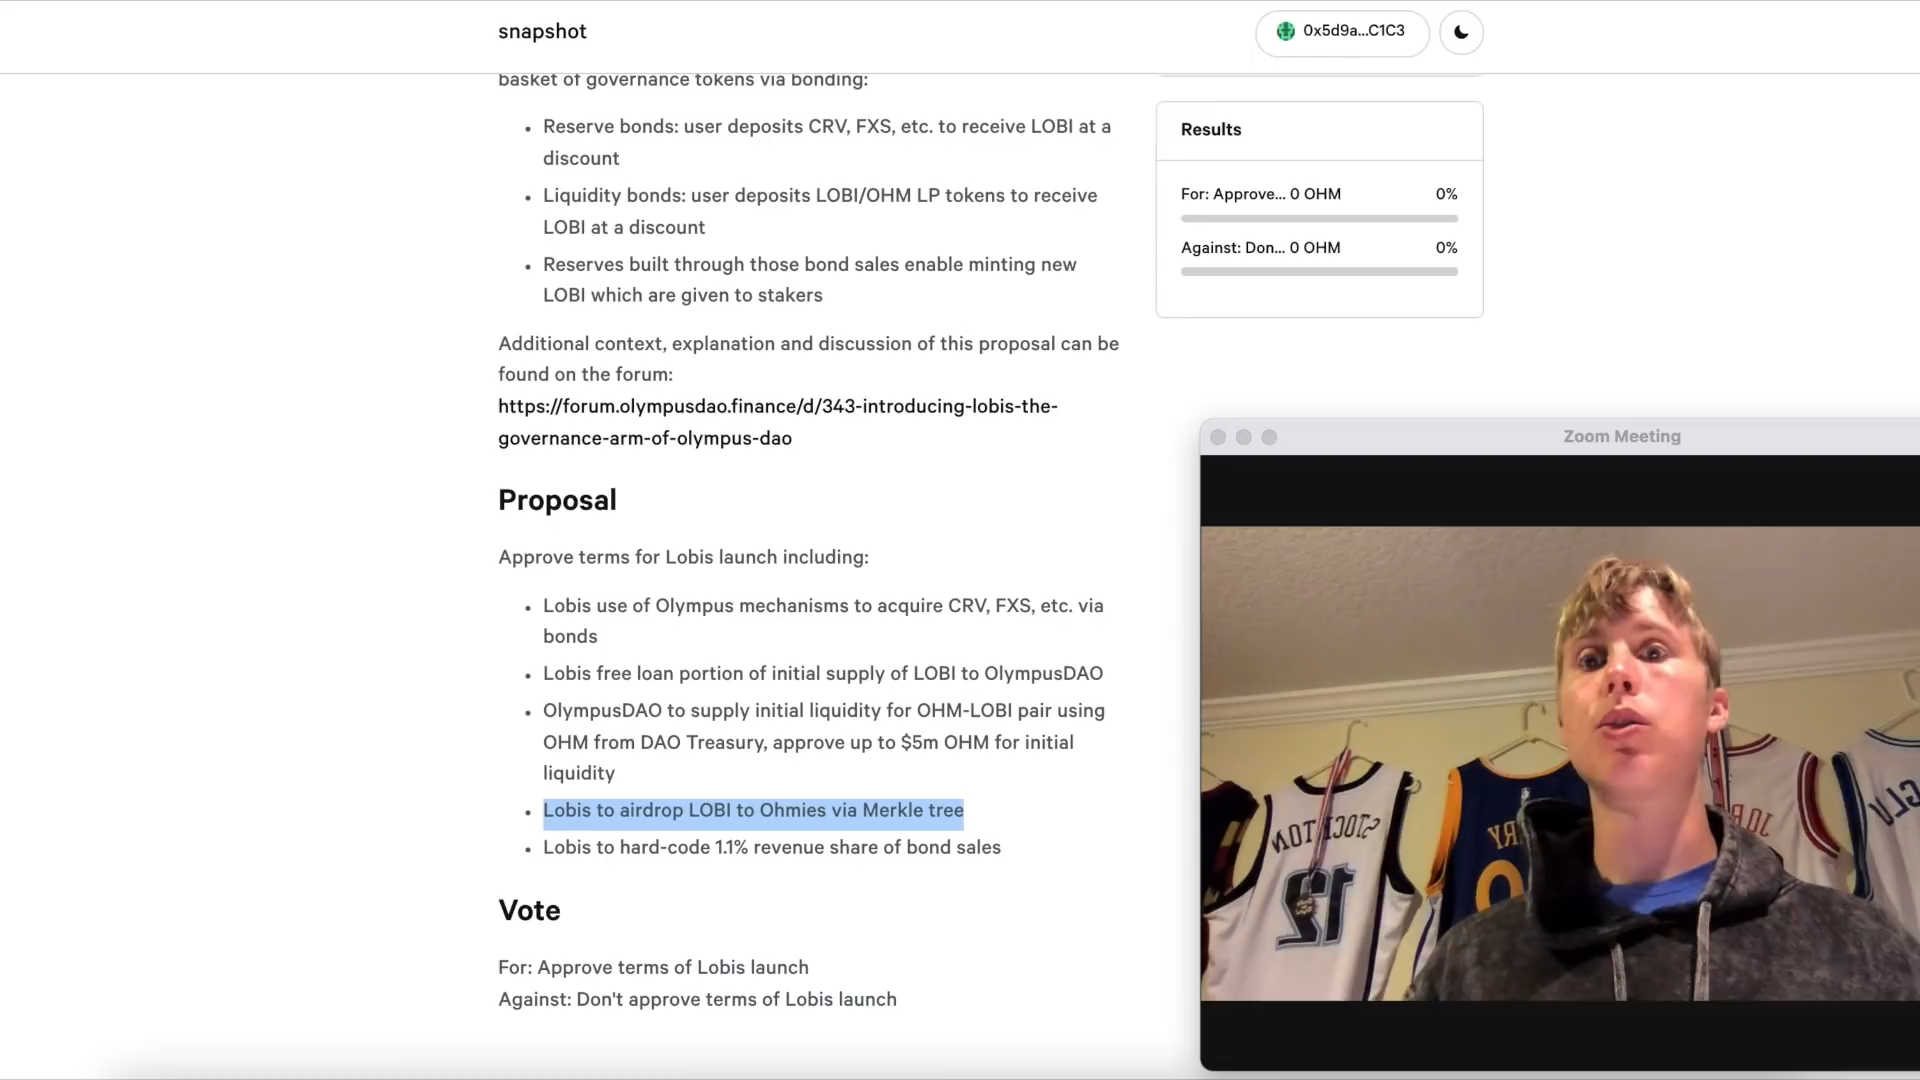 snapshot
0x5d9a...C1C3
basket of governance tokens via bonding:
• Reserve bonds: user deposits CRV, FXS, etc. to receive LOBI at a
discount
• Liquidity bonds: user deposits LOBI/OHM LP tokens to receive
LOBI at a discount
• Reserves built through those bond sales enable minting new
LOBI which are given to stakers
Additional context, explanation and discussion of this proposal can be
found on the forum:
https://forum.olympusdao.finance/d/343-introducing-lobis-the-
governance-arm-of-olympus-dao
Proposal
Approve terms for Lobis launch including:
• Lobis use of Olympus mechanisms to acquire CRV, FXS, etc. via
bonds
• Lobis free loan portion of initial supply of LOBI to OlympusDAO
• OlympusDAO to supply initial liquidity for OHM-LOBI pair using
OHM from DAO Treasury, approve up to $5m OHM for initial
liquidity
• Lobis to airdrop LOBI to Ohmies via Merkle tree
• Lobis to hard-code 1.1% revenue share of bond sales
Vote
For: Approve terms of Lobis launch
Against: Don't approve terms of Lobis launch
Results
For: Approve... 0 OHM 0%
Against: Don... 0 OHM 0%
Zoom Meeting
STOCKTON
12